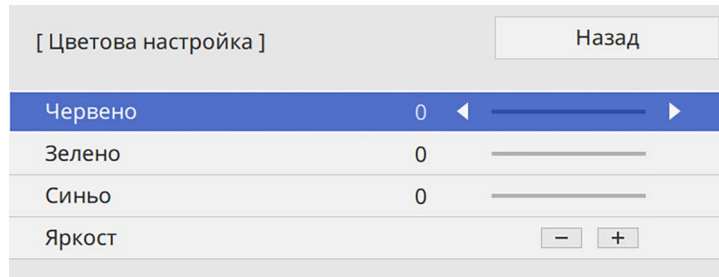 [ Цветова настройка ]
Назад
Червено 0
Зелено 0
Синьо 0
Яркост − +